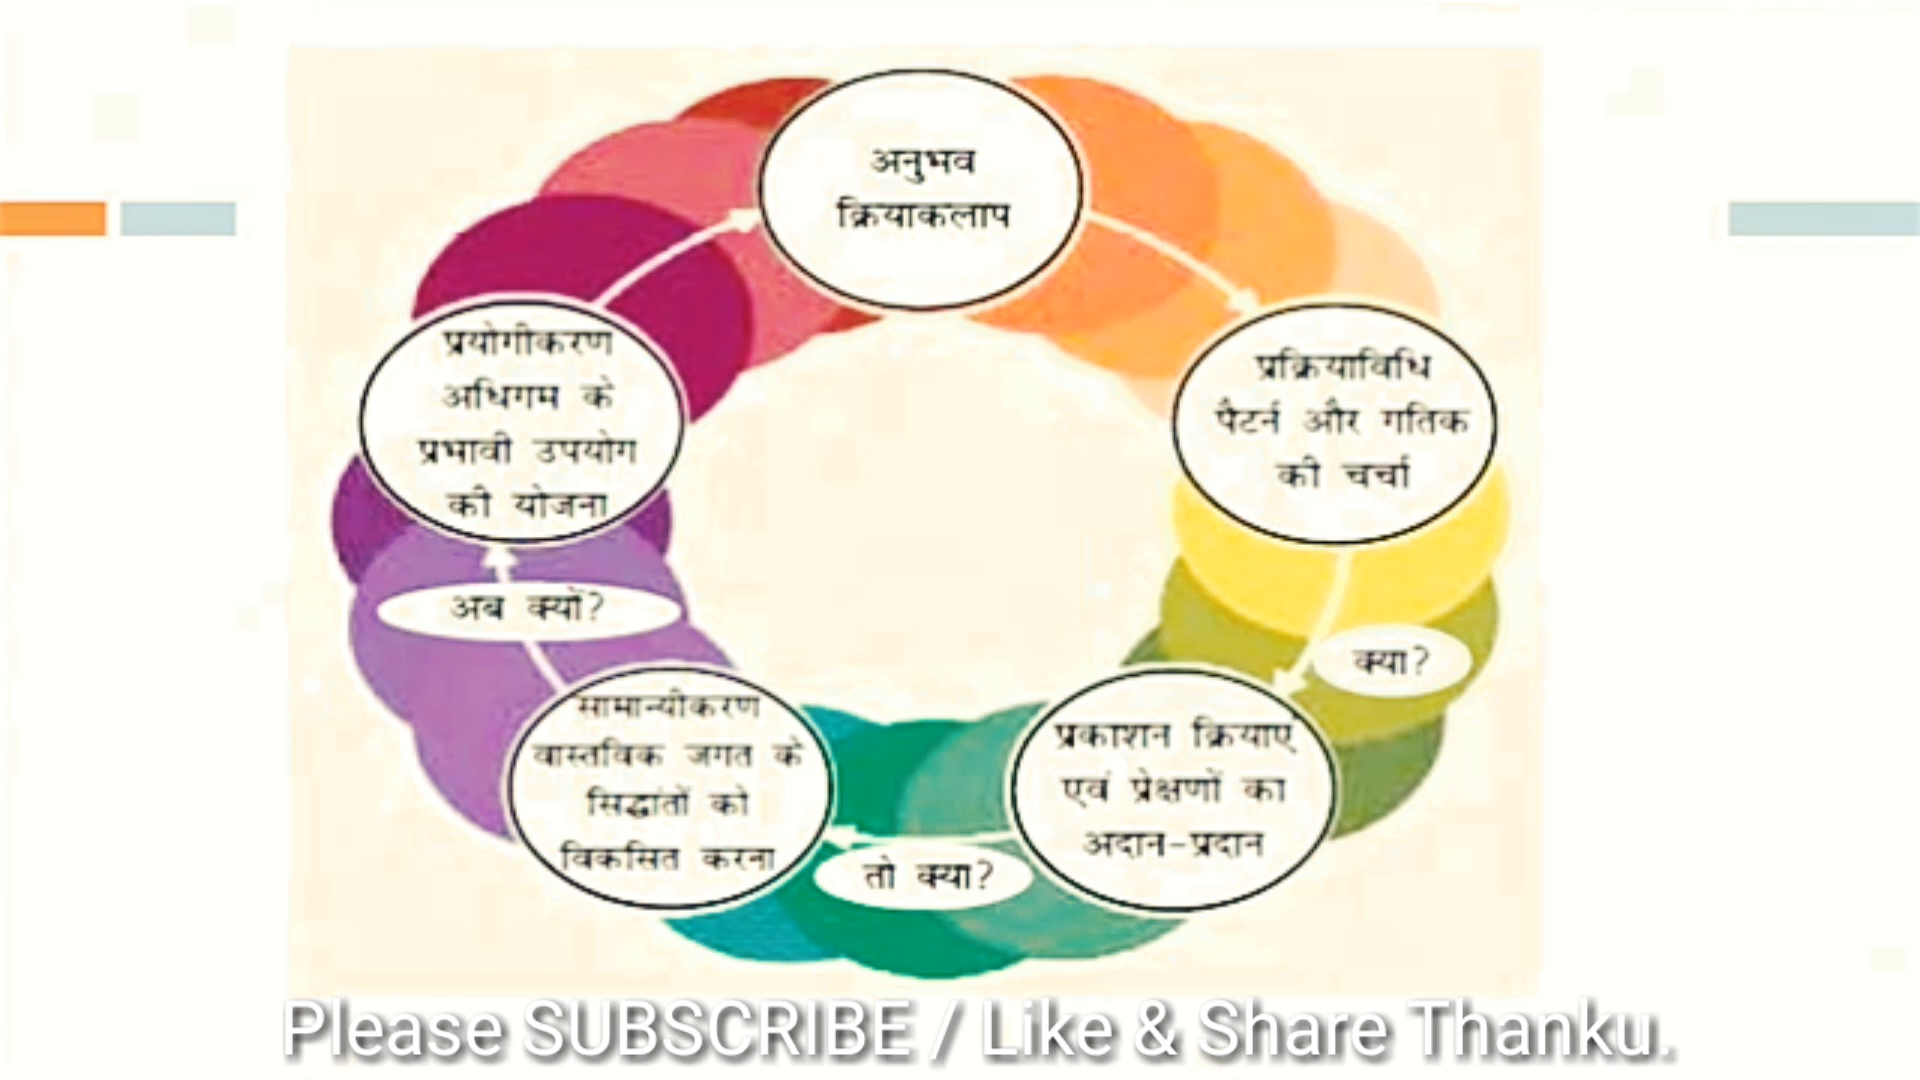 अनुभव
क्रियाकलाप
प्रक्रियाविधि
पैटर्न और गतिक
की चर्चा
क्या?
प्रकाशन क्रियाएं
एवं प्रेक्षणों का
अदान-प्रदान
तो क्या?
सामान्यीकरण
वास्तविक जगत के
सिद्धांतों को
विकसित करना
अब क्यों?
प्रयोगीकरण
अधिगम के
प्रभावी उपयोग
की योजना
Please SUBSCRIBE / Like & Share Thanku.